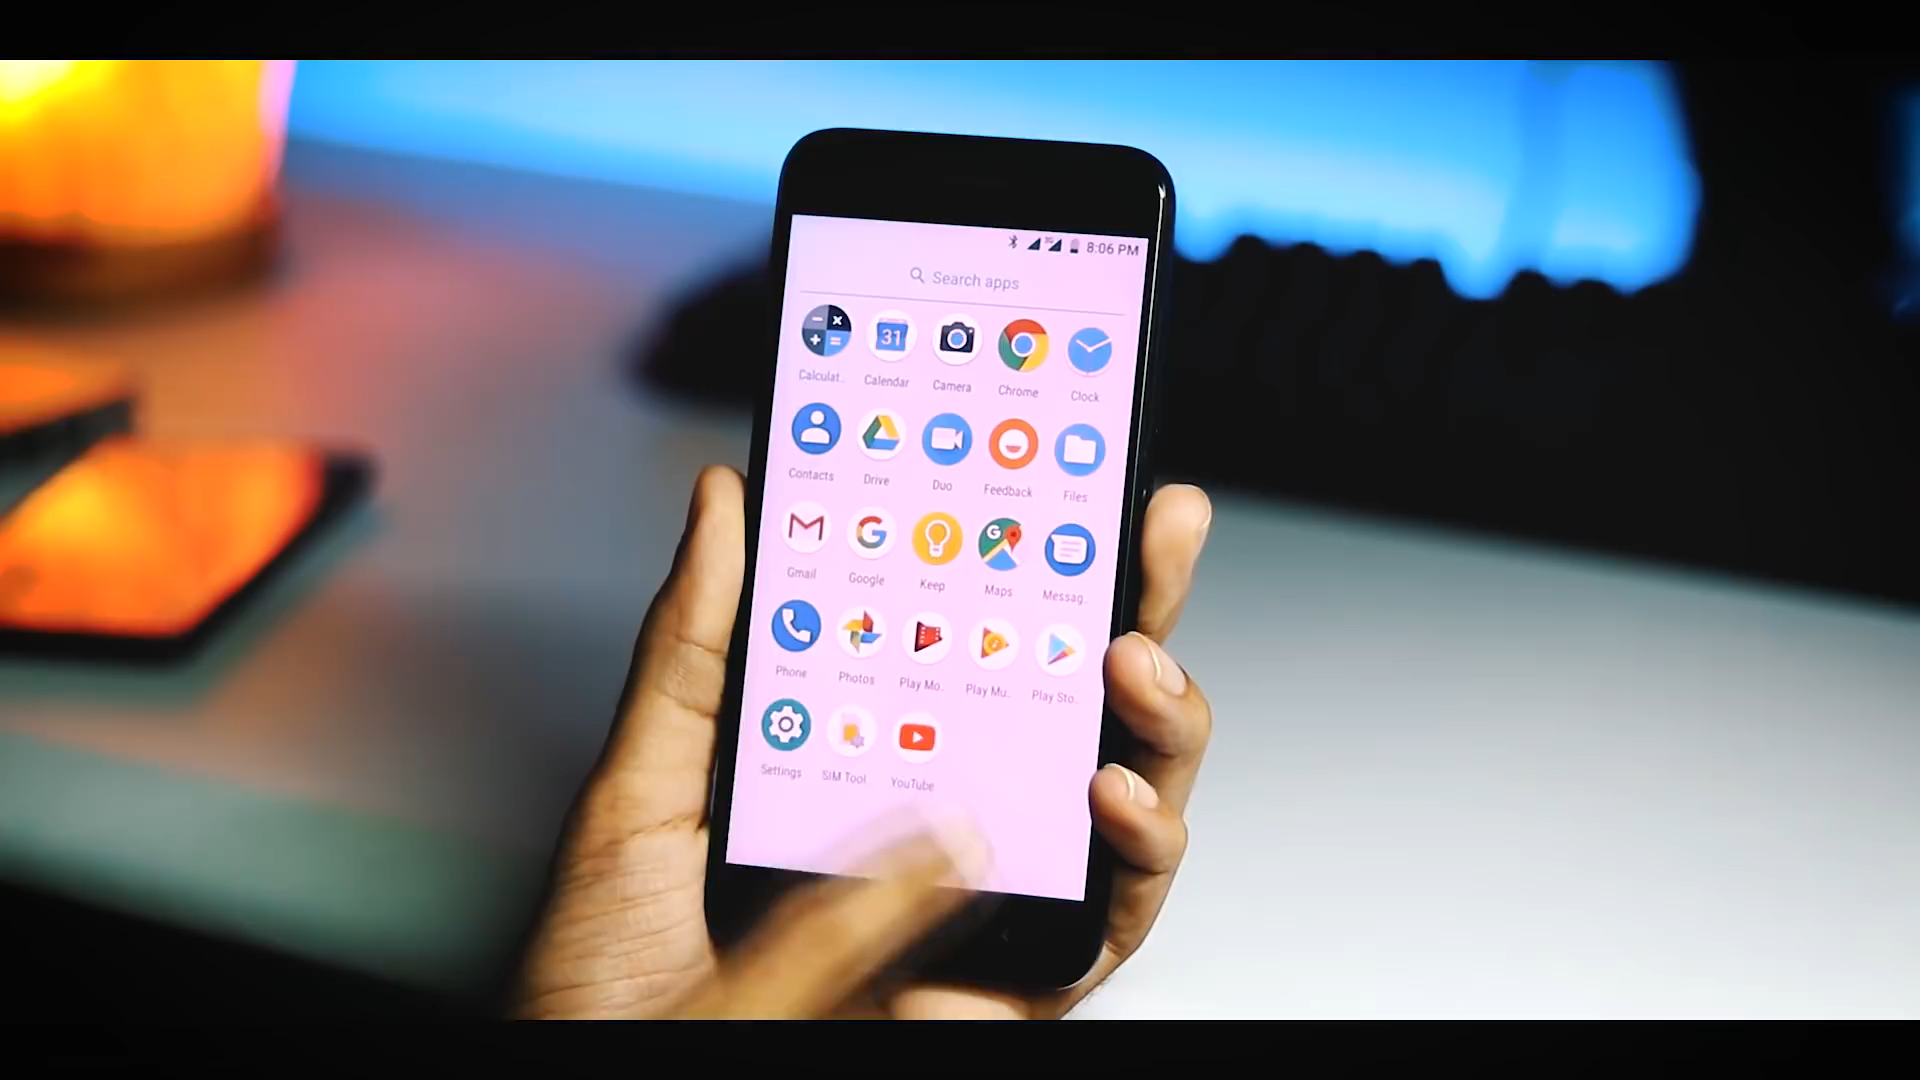 3G 8:06 PM
Search apps
31
Calculat..
Calendar
Camera
Chrome
Clock
Contacts
Drive
Duo
Feedback
Files
Gmail
Google
Keep
Maps
Messag..
Phone
Photos
Play Mo..
Play Mu..
Play Sto..
Settings
SIM Tool
YouTube